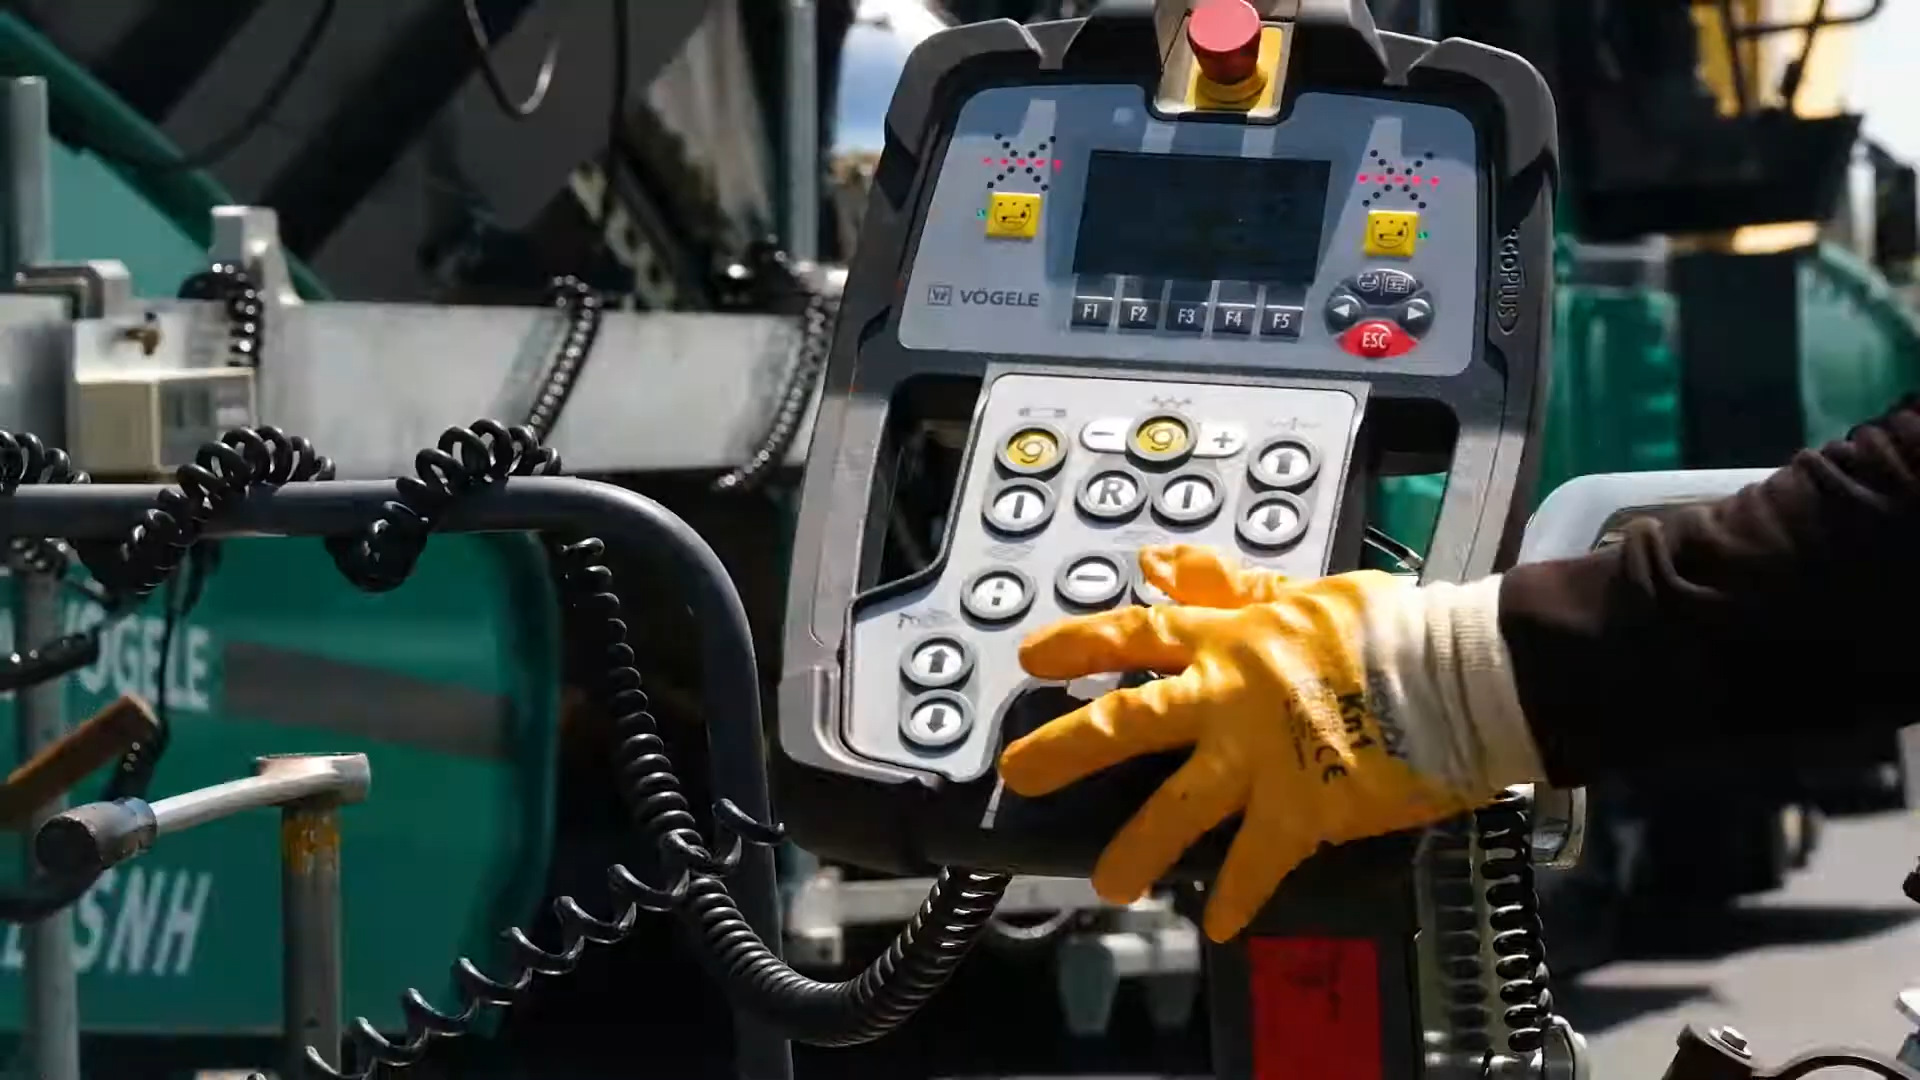 VÖGELE
F1 F2 F3 F4 F5
ESC
ERGOPLUS
R
VÖGELE
SNH
Kn1
CE